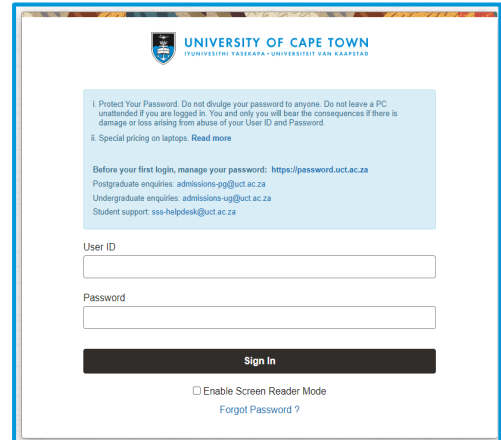 UNIVERSITY OF CAPE TOWN
IYUNIVESITHI YASEKAPA • UNIVERSITEIT VAN KAAPSTAD
i. Protect Your Password. Do not divulge your password to anyone. Do not leave a PC
unattended if you are logged in. You and only you will bear the consequences if there is
damage or loss arising from abuse of your User ID and Password.
ii. Special pricing on laptops. Read more
Before your first login, manage your password: https://password.uct.ac.za
Postgraduate enquiries: admissions-pg@uct.ac.za
Undergraduate enquiries: admissions-ug@uct.ac.za
Student support: sss-helpdesk@uct.ac.za
User ID
Password
Sign In
Enable Screen Reader Mode
Forgot Password ?